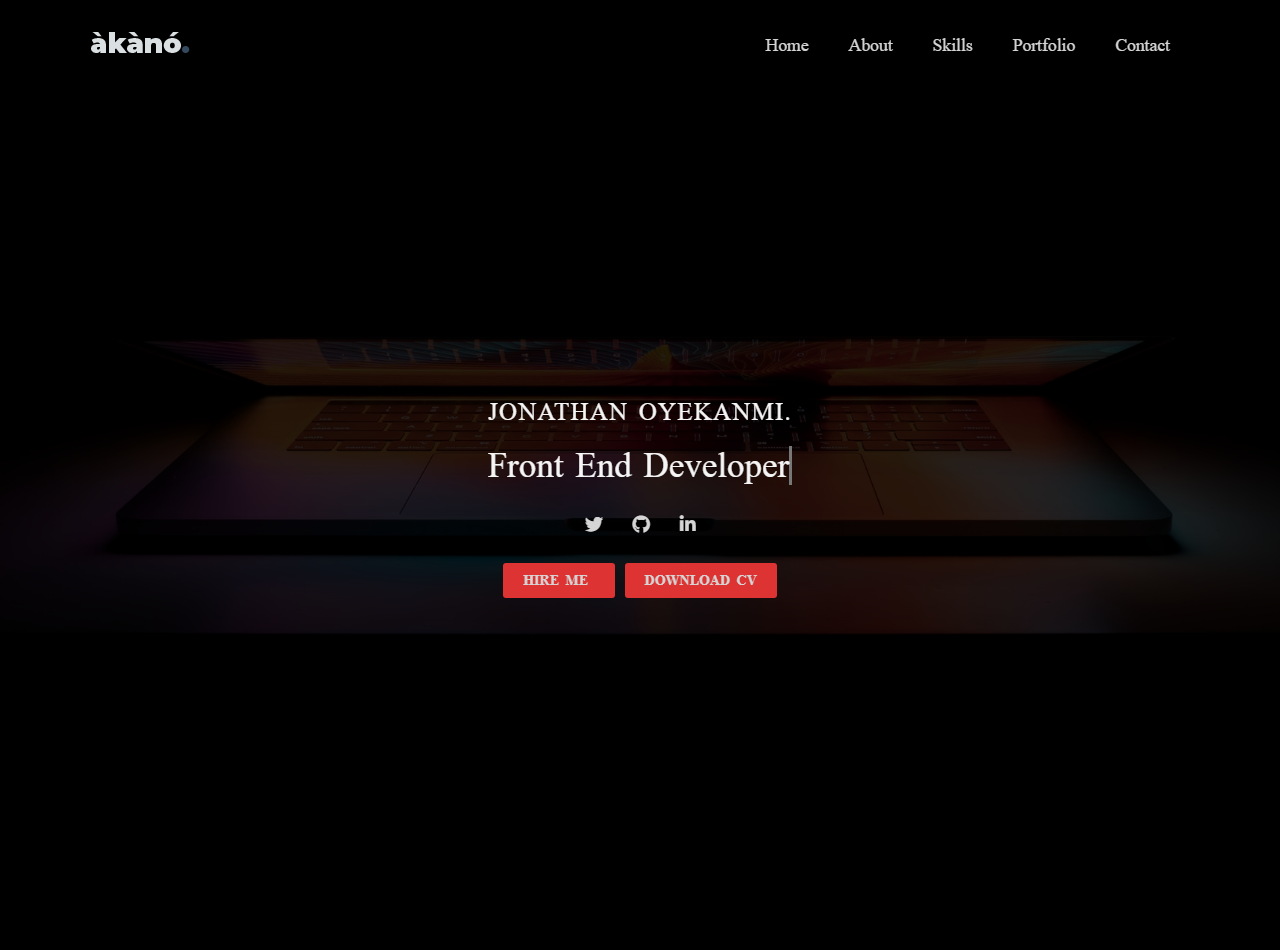 àkànó.
Home About Skills Portfolio Contact
JONATHAN OYEKANMI.
Front End Developer
HIRE ME DOWNLOAD CV